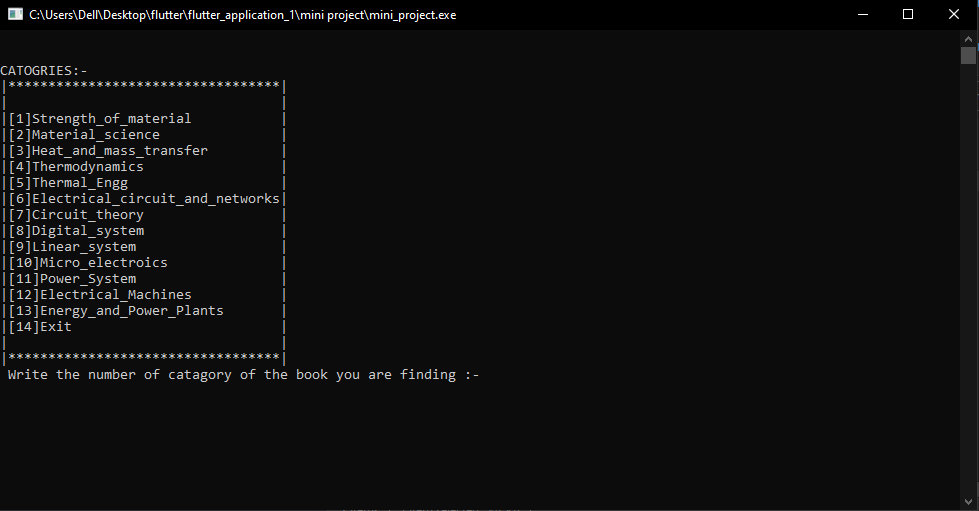 C:\Users\Dell\Desktop\flutter\flutter_application_1\mini project\mini_project.exe
CATOGRIES:-
|**********************************|
|                                  |
|[1]Strength_of_material           |
|[2]Material_science               |
|[3]Heat_and_mass_transfer         |
|[4]Thermodynamics                 |
|[5]Thermal_Engg                   |
|[6]Electrical_circuit_and_networks|
|[7]Circuit_theory                 |
|[8]Digital_system                 |
|[9]Linear_system                  |
|[10]Micro_electroics              |
|[11]Power_System                  |
|[12]Electrical_Machines           |
|[13]Energy_and_Power_Plants       |
|[14]Exit                          |
|                                  |
|**********************************|
 Write the number of catagory of the book you are finding :-